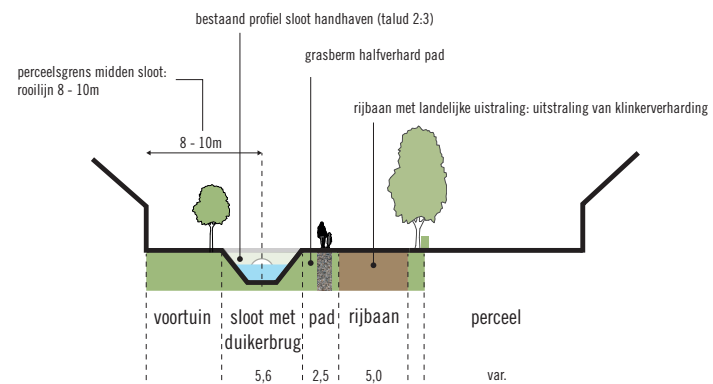 bestaand profiel sloot handhaven (talud 2:3)
grasberm halfverhard pad
perceelsgrens midden sloot:
rooilijn 8 - 10m
rijbaan met landelijke uistraling: uitstraling van klinkerverharding
8 - 10m
voortuin
sloot met
duikerbrug
pad
rijbaan
perceel
5,6
2,5
5,0
var.